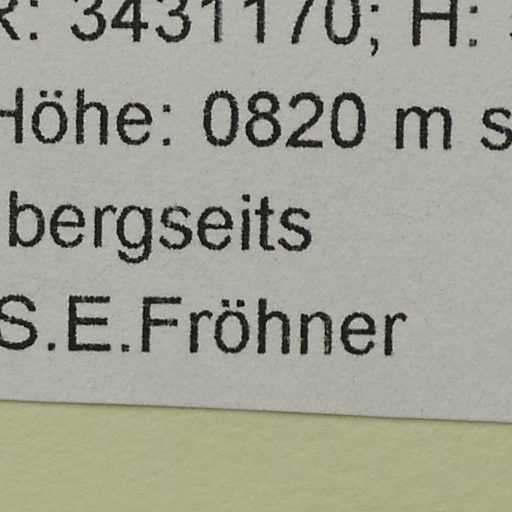 R: 3431170; H:
Höhe: 0820 m s
bergseits
S.E.Fröhner